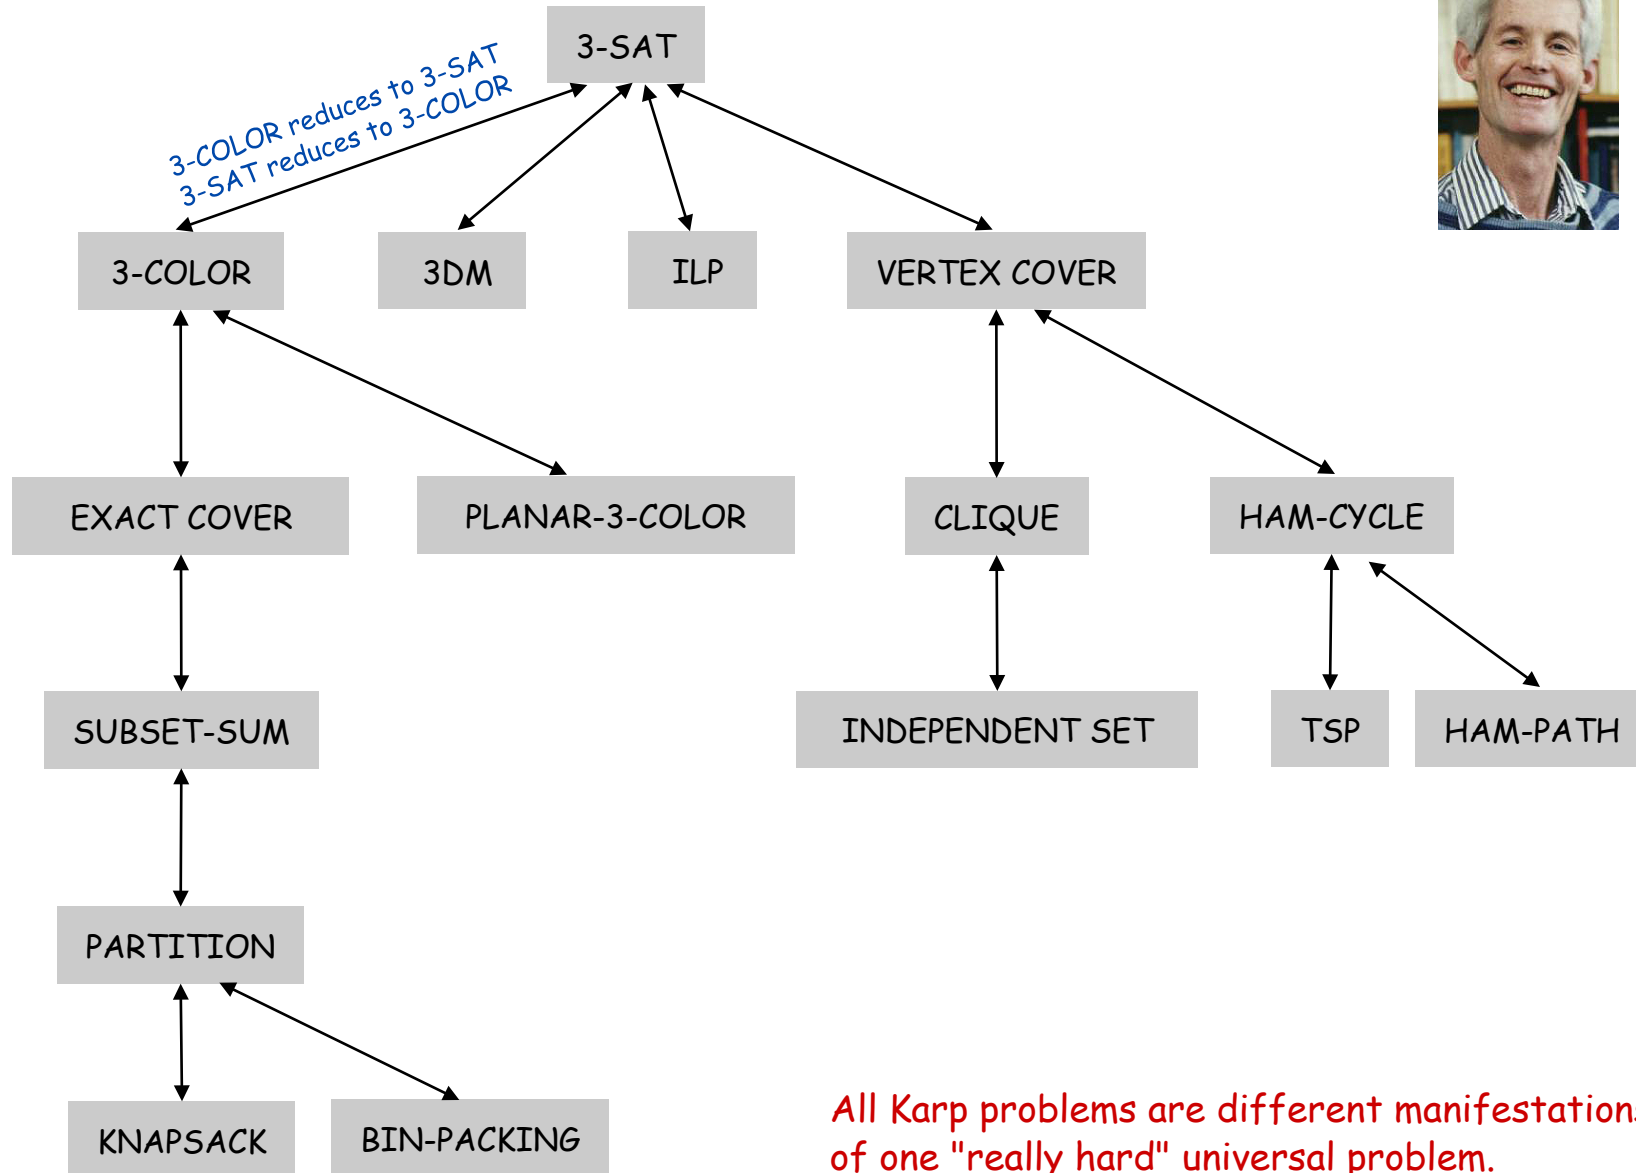 3-SAT
3-COLOR reduces to 3-SAT
3-SAT reduces to 3-COLOR
3-COLOR
3DM
ILP
VERTEX COVER
EXACT COVER
PLANAR-3-COLOR
CLIQUE
HAM-CYCLE
SUBSET-SUM
INDEPENDENT SET
TSP
HAM-PATH
PARTITION
KNAPSACK
BIN-PACKING
All Karp problems are different manifestations
of one "really hard" universal problem.